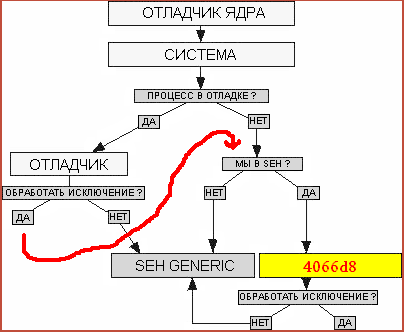 ОТЛАДЧИК ЯДРА
СИСТЕМА
ПРОЦЕСС В ОТЛАДКЕ ?
ДА
НЕТ
ОТЛАДЧИК
МЫ В SEH ?
ОБРАБОТАТЬ ИСКЛЮЧЕНИЕ ?
НЕТ
ДА
ДА
НЕТ
SEH GENERIC
4066d8
ОБРАБОТАТЬ ИСКЛЮЧЕНИЕ ?
НЕТ
ДА